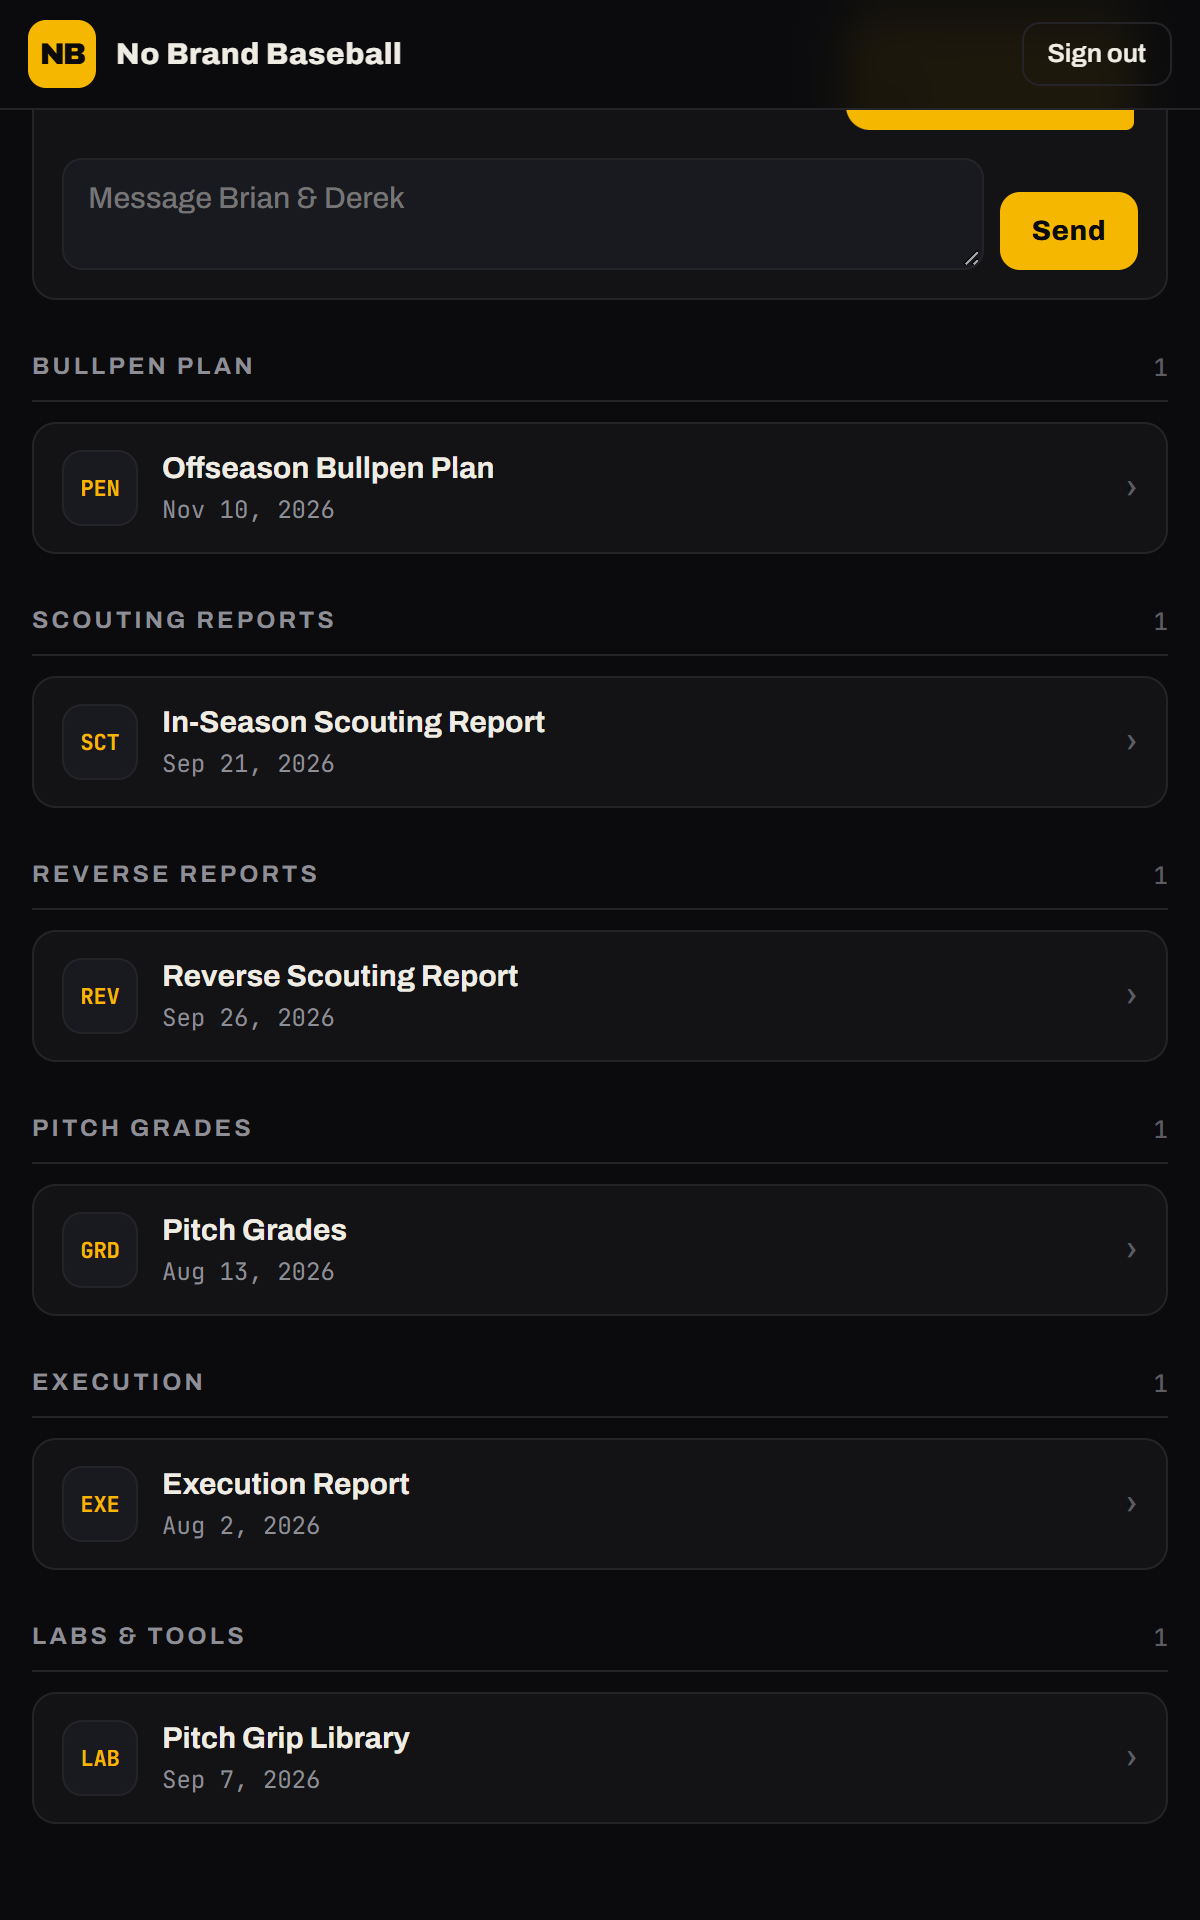 NB No Brand Baseball Sign out
Message Brian & Derek
Send
BULLPEN PLAN 1
PEN
Offseason Bullpen Plan
Nov 10, 2026
›
SCOUTING REPORTS 1
SCT
In-Season Scouting Report
Sep 21, 2026
›
REVERSE REPORTS 1
REV
Reverse Scouting Report
Sep 26, 2026
›
PITCH GRADES 1
GRD
Pitch Grades
Aug 13, 2026
›
EXECUTION 1
EXE
Execution Report
Aug 2, 2026
›
LABS & TOOLS 1
LAB
Pitch Grip Library
Sep 7, 2026
›